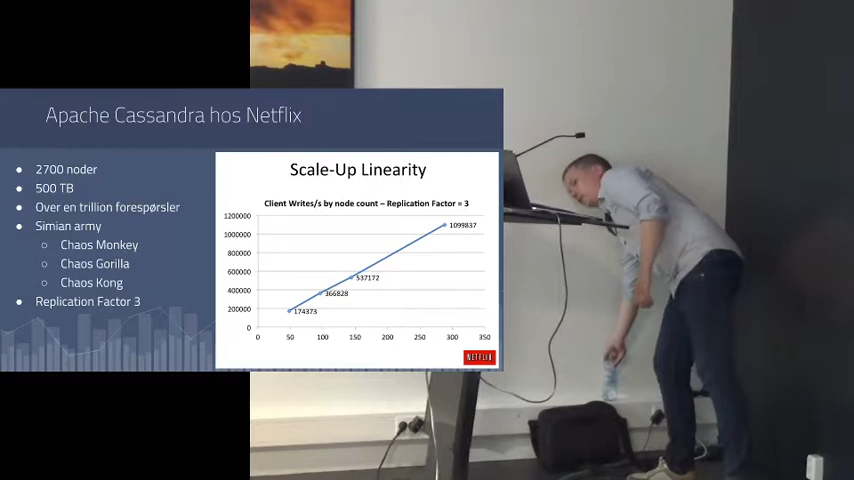 Apache Cassandra hos Netflix
2700 noder
500 TB
Over en trillion forespørsler
Simian army
Chaos Monkey
Chaos Gorilla
Chaos Kong
Replication Factor 3
Scale-Up Linearity
Client Writes/s by node count – Replication Factor = 3
1200000
1000000
800000
600000
400000
200000
0
1099837
537172
366828
174373
0 50 100 150 200 250 300 350
NETFLIX